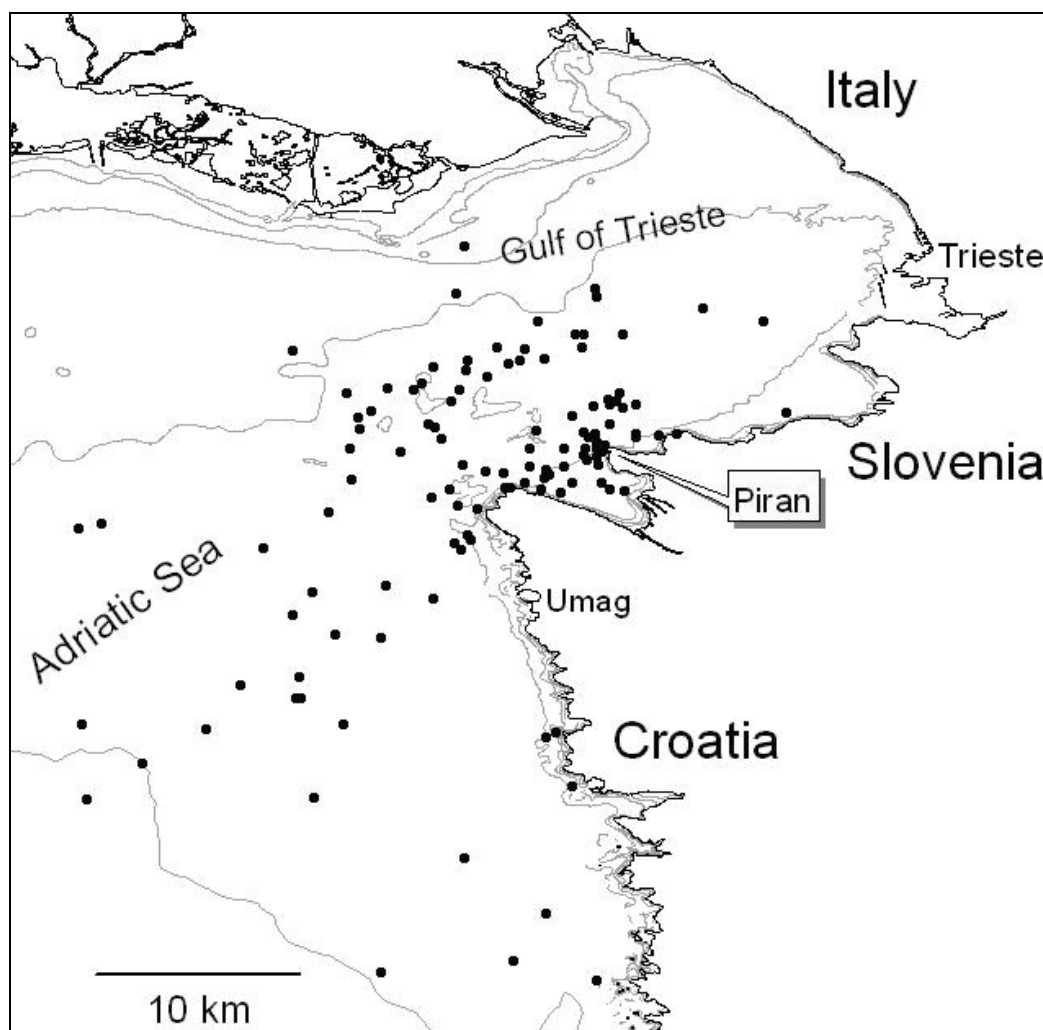 Italy
Gulf of Trieste
Trieste
Slovenia
Piran
Adriatic Sea
Umag
Croatia
10 km